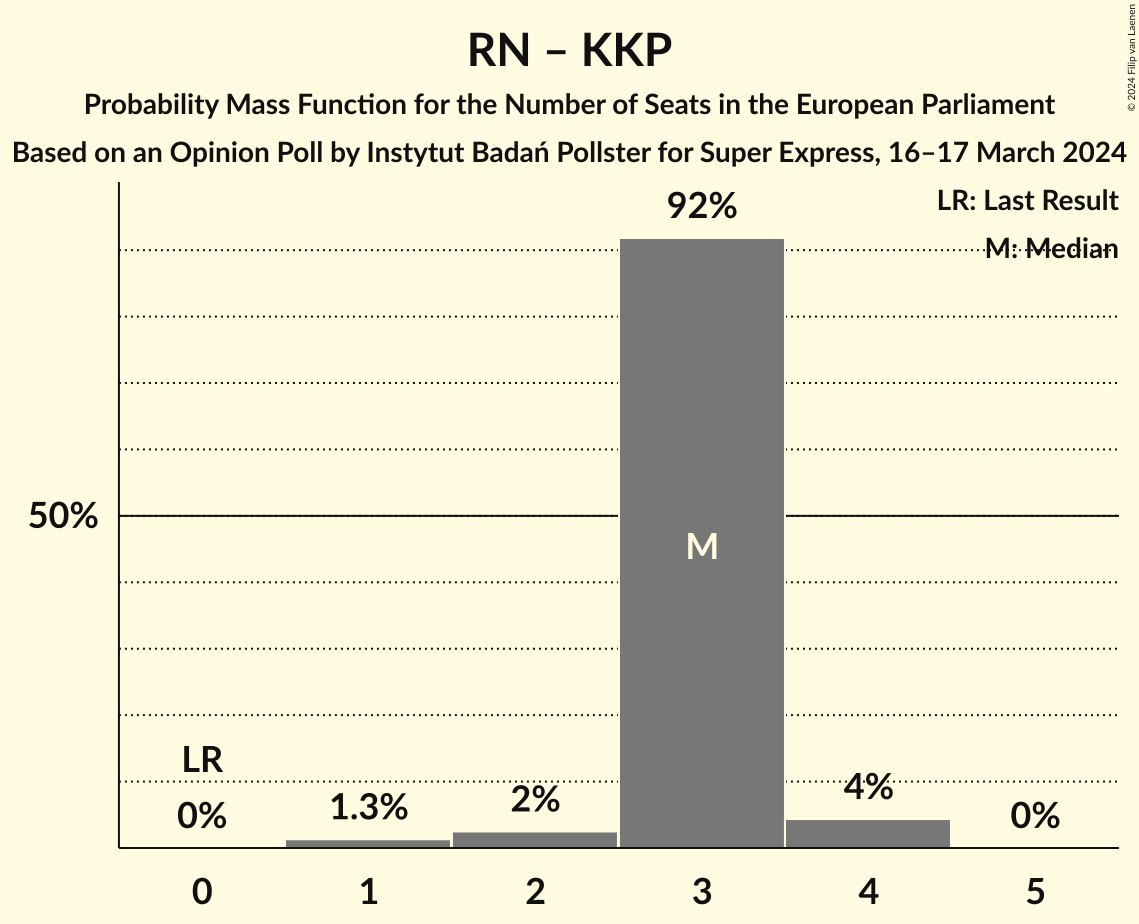 RN – KKP
Probability Mass Function for the Number of Seats in the European Parliament
Based on an Opinion Poll by Instytut Badań Pollster for Super Express, 16–17 March 2024
© 2024 Filip van Laenen
LR: Last Result
M: Median
92%
50%
M
LR
0%
1.3%
2%
4%
0%
0
1
2
3
4
5